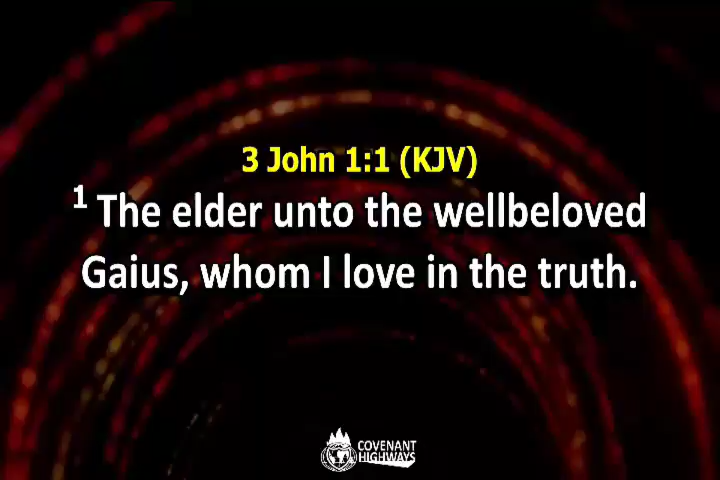 3 John 1:1 (KJV)
1 The elder unto the wellbeloved
Gaius, whom I love in the truth.
COVENANT
HIGHWAYS